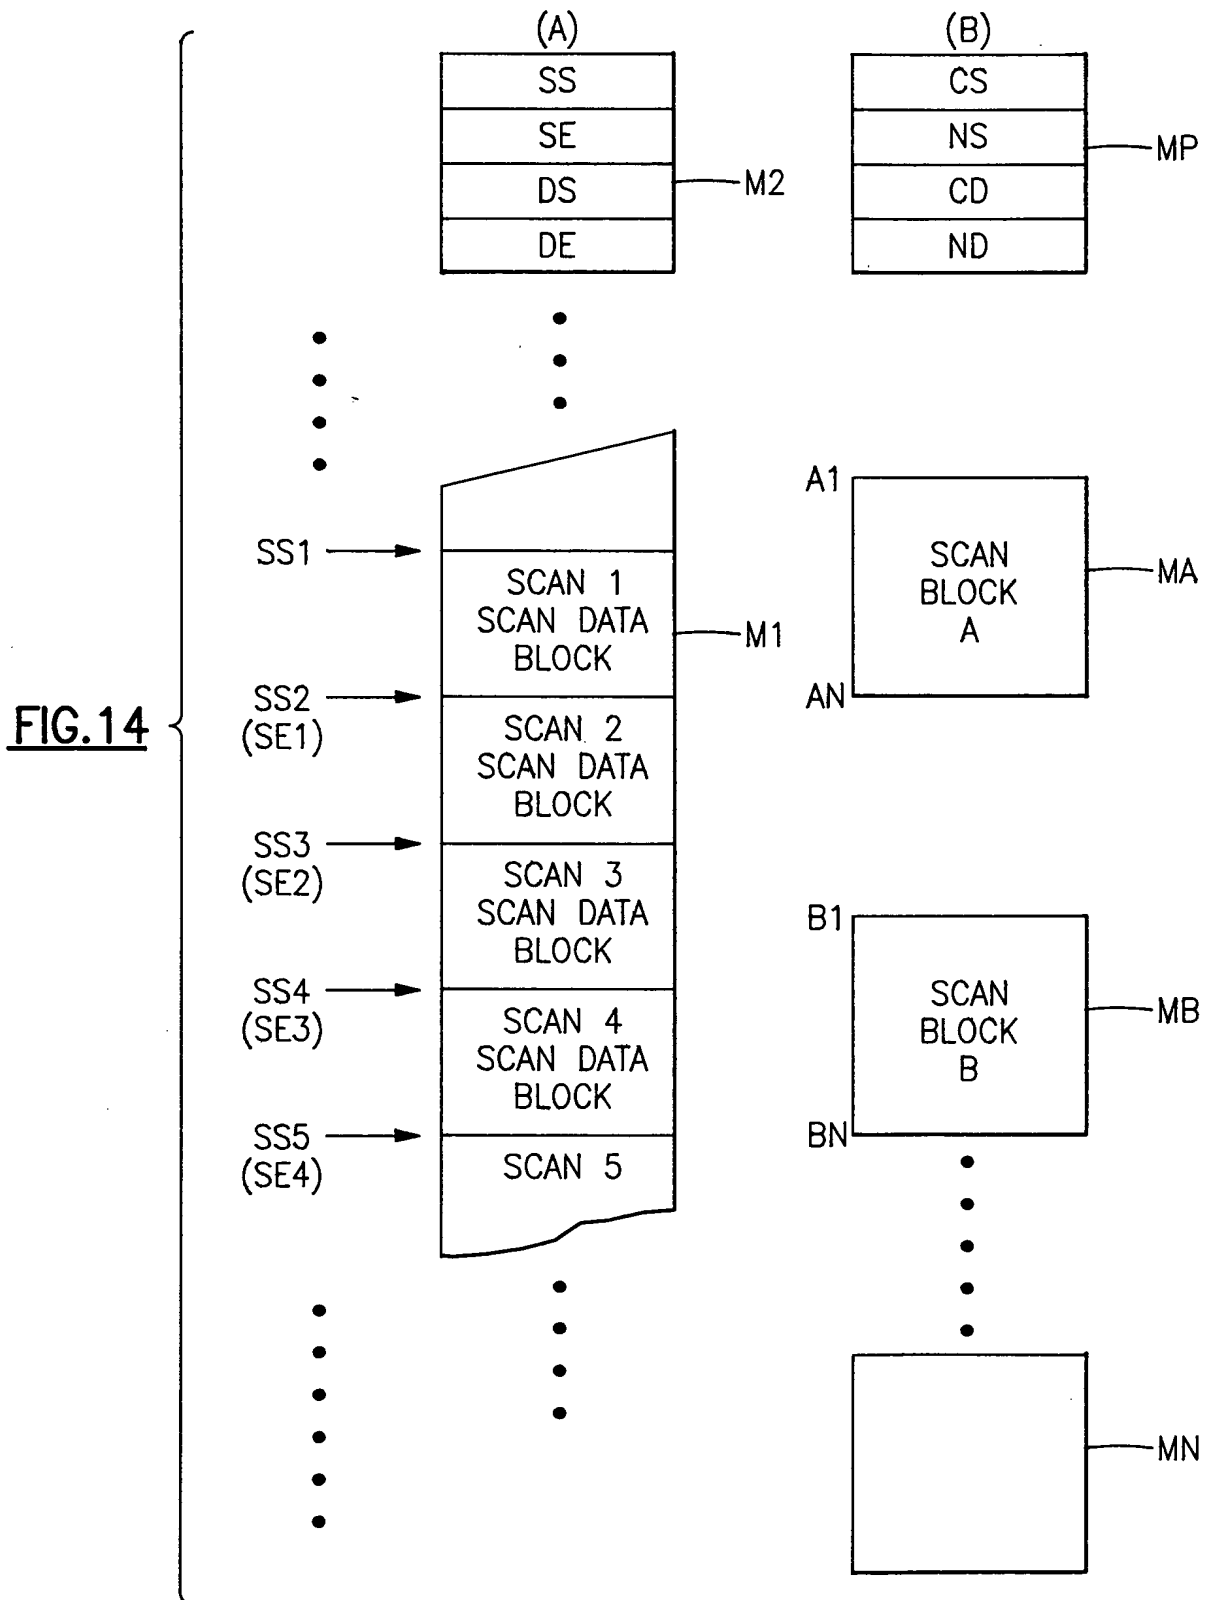 (A)
SS
SE
DS
DE
M2
(B)
CS
NS
CD
ND
MP
FIG.14
SS1
SS2
(SE1)
SS3
(SE2)
SS4
(SE3)
SS5
(SE4)
SCAN 1
SCAN DATA
BLOCK
M1
SCAN 2
SCAN DATA
BLOCK
SCAN 3
SCAN DATA
BLOCK
SCAN 4
SCAN DATA
BLOCK
SCAN 5
A1
SCAN
BLOCK
A
AN
MA
B1
SCAN
BLOCK
B
BN
MB
MN